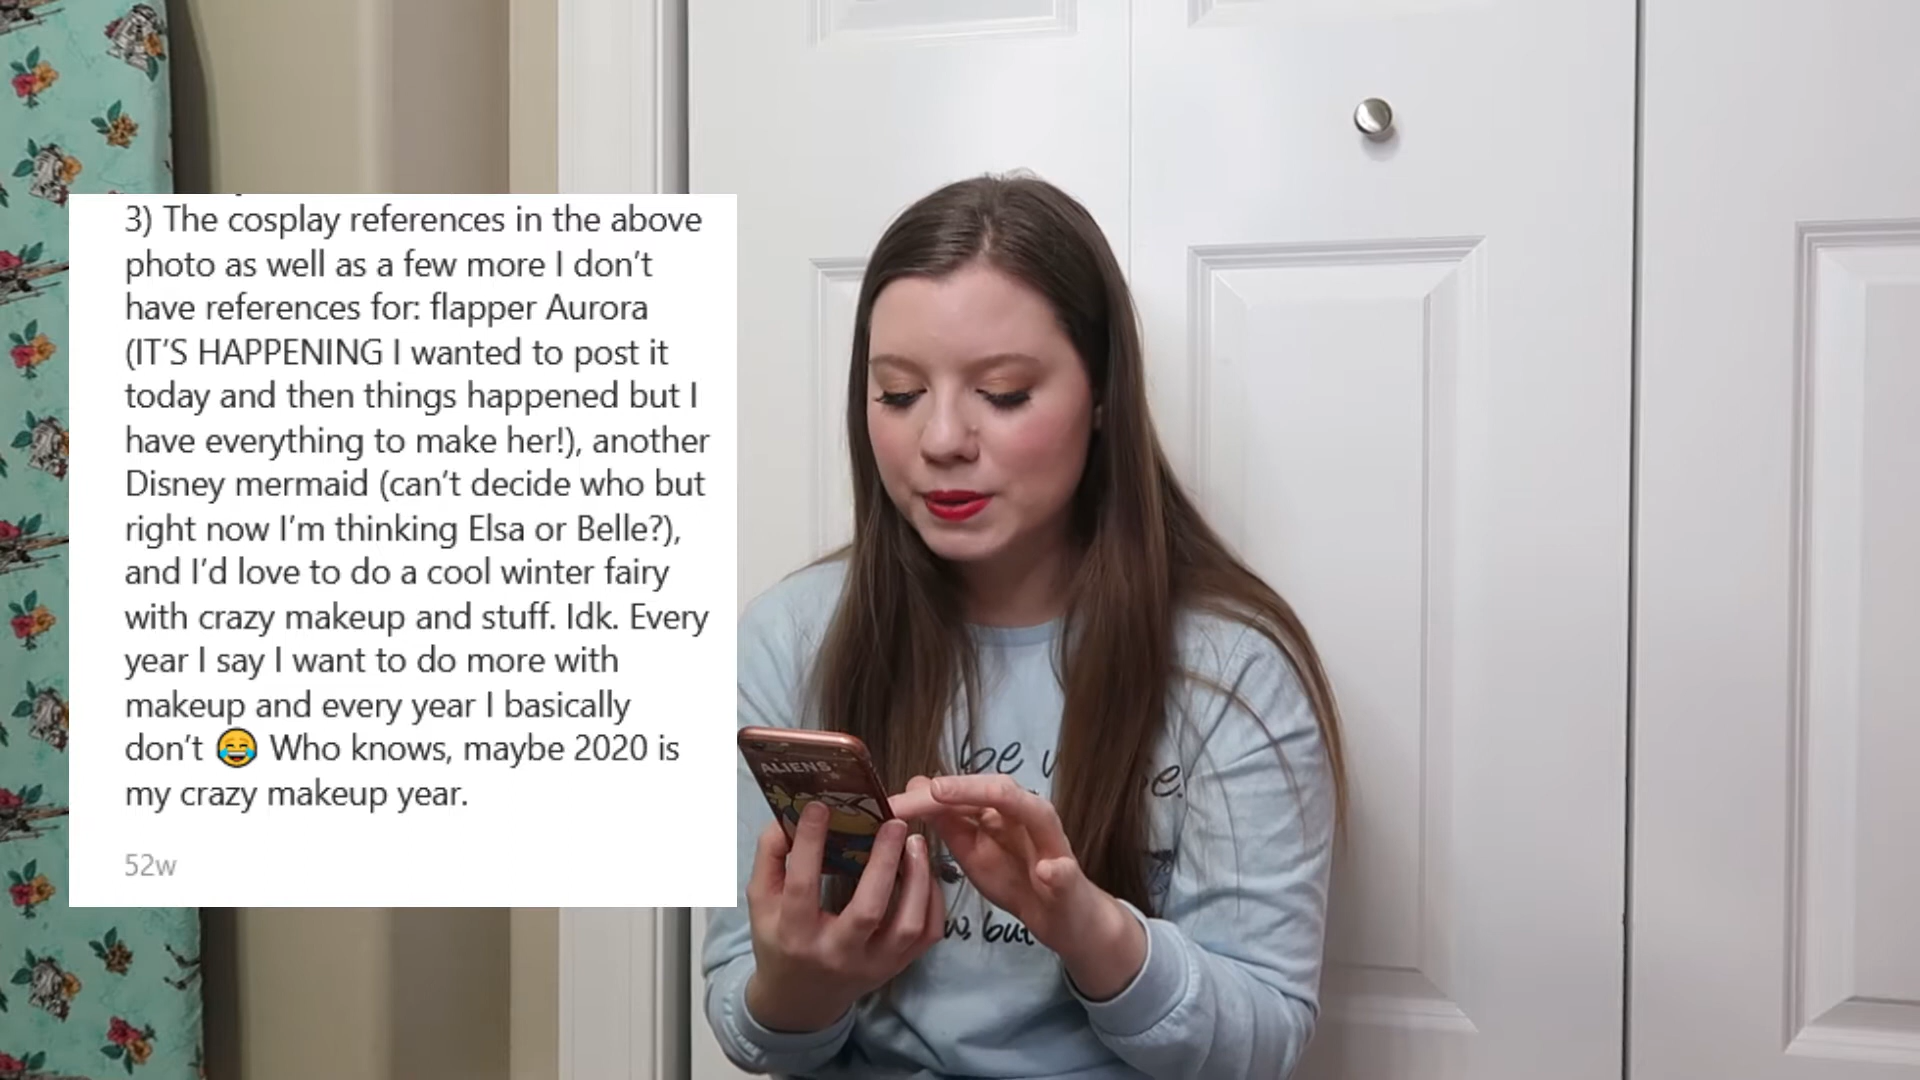 3) The cosplay references in the above
photo as well as a few more I don’t
have references for: flapper Aurora
(IT’S HAPPENING I wanted to post it
today and then things happened but I
have everything to make her!), another
Disney mermaid (can’t decide who but
right now I’m thinking Elsa or Belle?),
and I’d love to do a cool winter fairy
with crazy makeup and stuff. Idk. Every
year I say I want to do more with
makeup and every year I basically
don’t 😂 Who knows, maybe 2020 is
my crazy makeup year.
52w
ALIENS
be
but